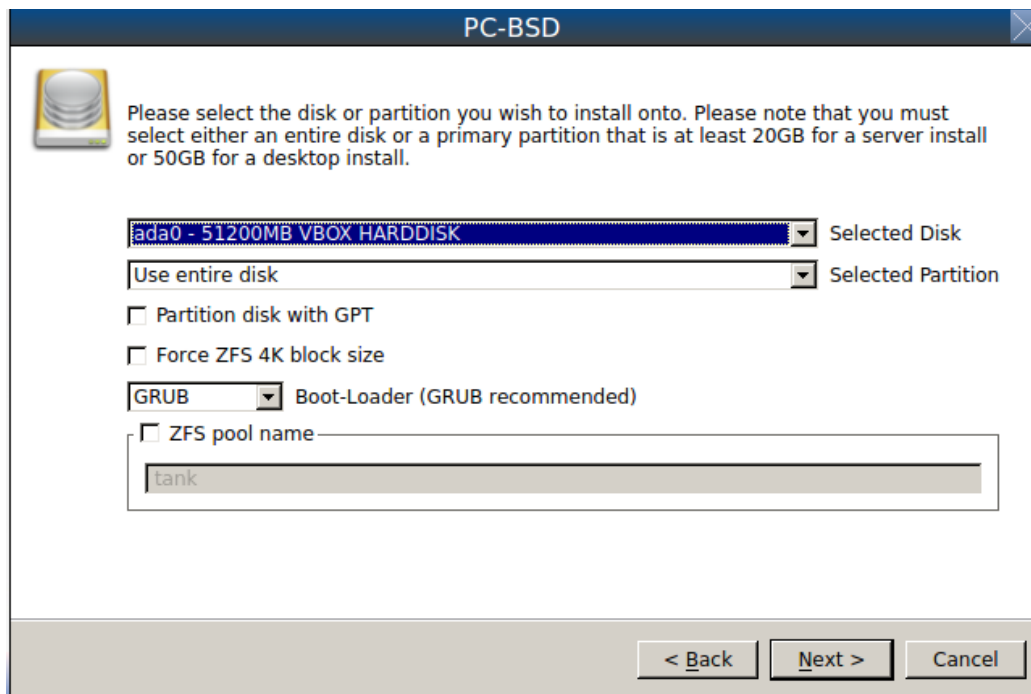 PC-BSD
Please select the disk or partition you wish to install onto. Please note that you must
select either an entire disk or a primary partition that is at least 20GB for a server install
or 50GB for a desktop install.
ada0 - 51200MB VBOX HARDDISK Selected Disk
Use entire disk Selected Partition
Partition disk with GPT
Force ZFS 4K block size
GRUB Boot-Loader (GRUB recommended)
ZFS pool name
tank
< Back Next > Cancel